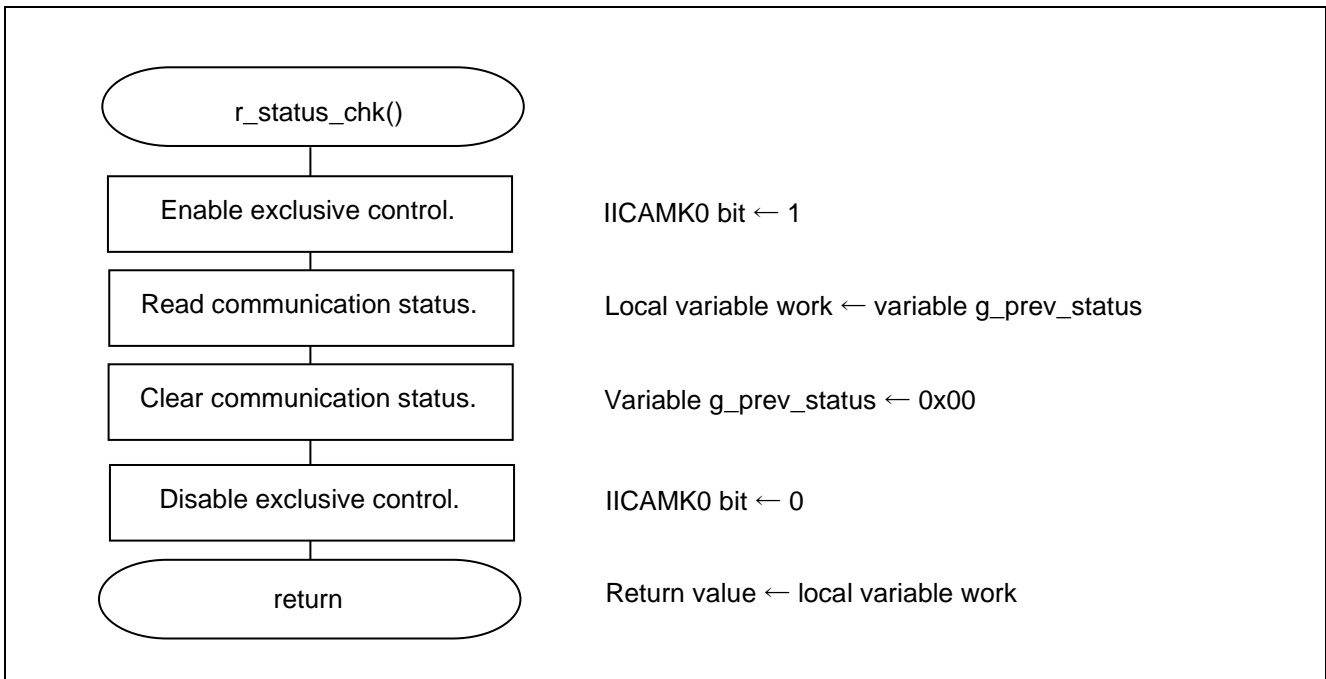 r_status_chk()
Enable exclusive control.
IICAMK0 bit ← 1
Read communication status.
Local variable work ← variable g_prev_status
Clear communication status.
Variable g_prev_status ← 0x00
Disable exclusive control.
IICAMK0 bit ← 0
return
Return value ← local variable work